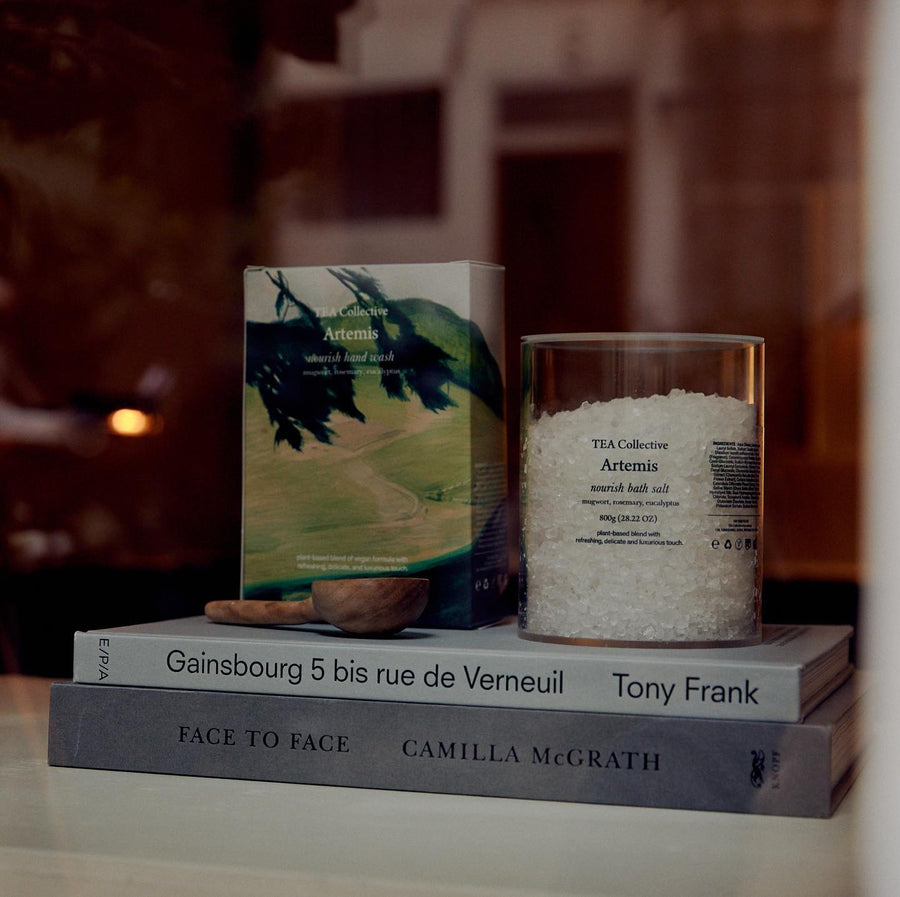 TEA Collective
Artemis
nourish hand wash
mugwort, rosemary, eucalyptus
plant-based blend of vegan formula with
refreshing, delicate, and luxurious touch.
TEA Collective
Artemis
nourish bath salt
mugwort, rosemary, eucalyptus
800g (28.22 OZ)
plant-based blend with
refreshing, delicate and luxurious touch.
INGREDIENTS:
E/P/A
Gainsbourg 5 bis rue de Verneuil
Tony Frank
FACE TO FACE
CAMILLA McGRATH
KNOPF